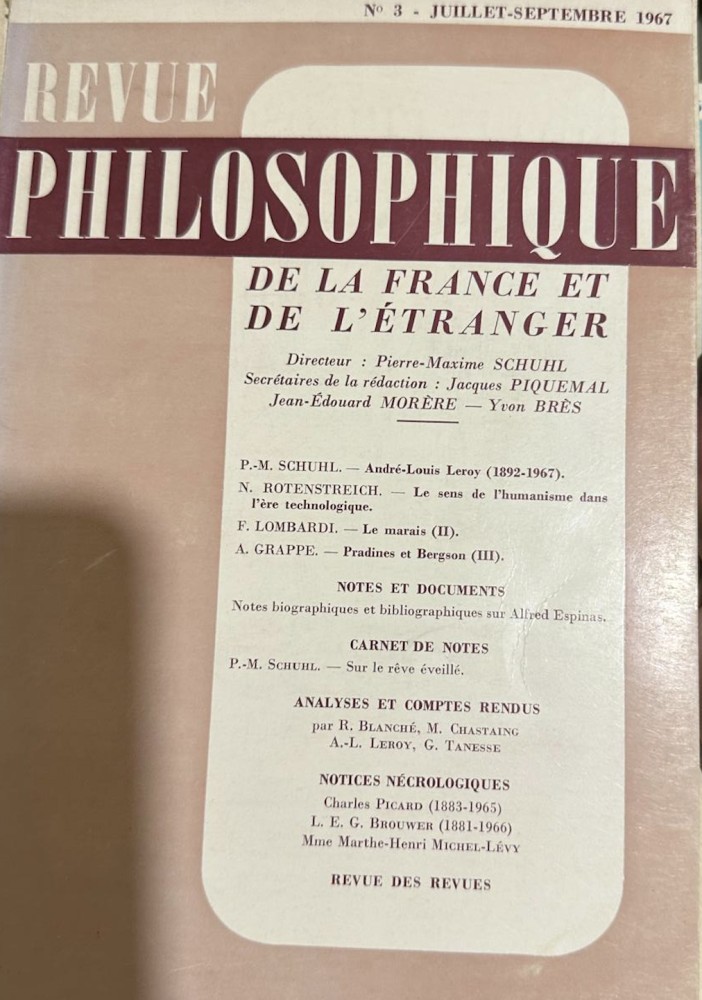 Nº 3 - JUILLET-SEPTEMBRE 1967
REVUE
PHILOSOPHIQUE
DE LA FRANCE ET
DE L'ÉTRANGER
Directeur : Pierre-Maxime SCHUHL
Secrétaires de la rédaction : Jacques PIQUEMAL
Jean-Édouard MORÈRE — Yvon BRÈS
P.-M. SCHUHL. — André-Louis Leroy (1892-1967).
N. ROTENSTREICH. — Le sens de l'humanisme dans
l'ère technologique.
F. LOMBARDI. — Le marais (II).
A. GRAPPE. — Pradines et Bergson (III).
NOTES ET DOCUMENTS
Notes biographiques et bibliographiques sur Alfred Espinas.
CARNET DE NOTES
P.-M. SCHUHL. — Sur le rêve éveillé.
ANALYSES ET COMPTES RENDUS
par R. BLANCHÉ, M. CHASTAING
A.-L. LEROY, G. TANESSE
NOTICES NÉCROLOGIQUES
Charles PICARD (1883-1965)
L. E. G. BROUWER (1881-1966)
Mme Marthe-Henri MICHEL-LÉVY
REVUE DES REVUES